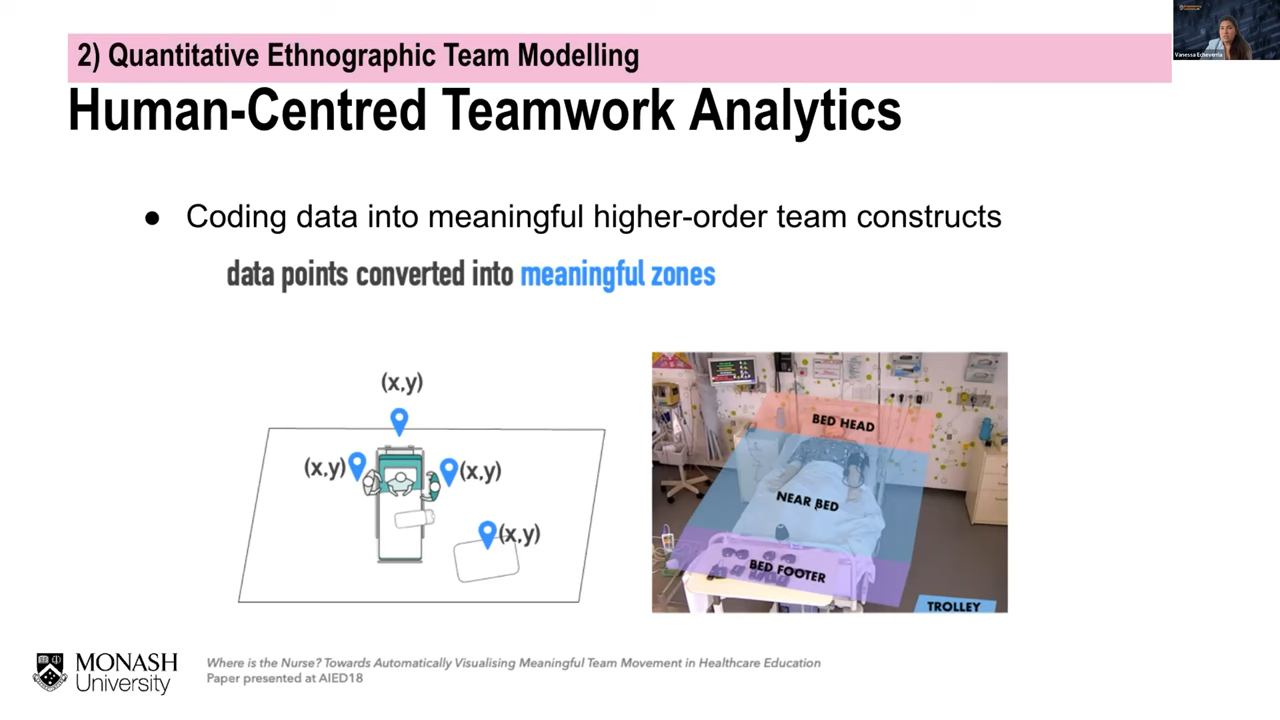 2) Quantitative Ethnographic Team Modelling
Human-Centred Teamwork Analytics
● Coding data into meaningful higher-order team constructs
data points converted into meaningful zones
(x,y)
(x,y)
(x,y)
(x,y)
BED HEAD
NEAR BED
BED FOOTER
TROLLEY
MONASH
University
Where is the Nurse? Towards Automatically Visualising Meaningful Team Movement in Healthcare Education
Paper presented at AIED18
Vanessa Echeverria